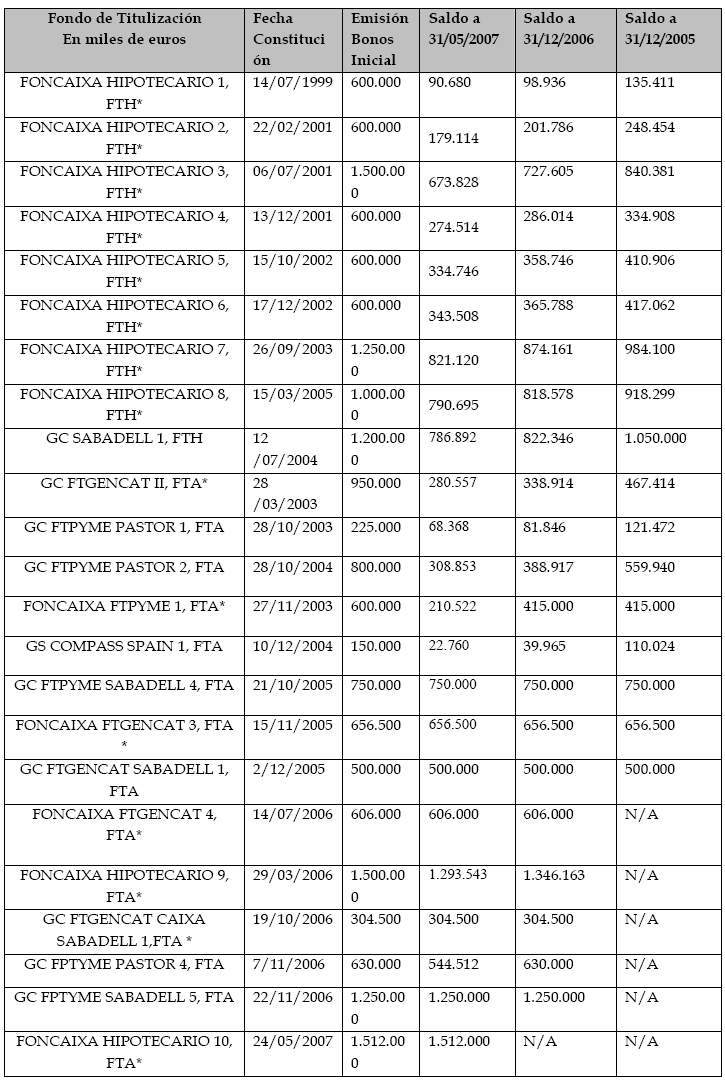 Fondo de Titulización
En miles de euros
Fecha
Constituci
ón
Emisión
Bonos
Inicial
Saldo a
31/05/2007
Saldo a
31/12/2006
Saldo a
31/12/2005
FONCAIXA HIPOTECARIO 1,
FTH*
14/07/1999
600.000
90.680
98.936
135.411
FONCAIXA HIPOTECARIO 2,
FTH*
22/02/2001
600.000
179.114
201.786
248.454
FONCAIXA HIPOTECARIO 3,
FTH*
06/07/2001
1.500.00
0
673.828
727.605
840.381
FONCAIXA HIPOTECARIO 4,
FTH*
13/12/2001
600.000
274.514
286.014
334.908
FONCAIXA HIPOTECARIO 5,
FTH*
15/10/2002
600.000
334.746
358.746
410.906
FONCAIXA HIPOTECARIO 6,
FTH*
17/12/2002
600.000
343.508
365.788
417.062
FONCAIXA HIPOTECARIO 7,
FTH*
26/09/2003
1.250.00
0
821.120
874.161
984.100
FONCAIXA HIPOTECARIO 8,
FTH*
15/03/2005
1.000.00
0
790.695
818.578
918.299
GC SABADELL 1, FTH
12
/07/2004
1.200.00
0
786.892
822.346
1.050.000
GC FTGENCAT II, FTA*
28
/03/2003
950.000
280.557
338.914
467.414
GC FTPYME PASTOR 1, FTA
28/10/2003
225.000
68.368
81.846
121.472
GC FTPYME PASTOR 2, FTA
28/10/2004
800.000
308.853
388.917
559.940
FONCAIXA FTPYME 1, FTA*
27/11/2003
600.000
210.522
415.000
415.000
GS COMPASS SPAIN 1, FTA
10/12/2004
150.000
22.760
39.965
110.024
GC FTPYME SABADELL 4, FTA
21/10/2005
750.000
750.000
750.000
750.000
FONCAIXA FTGENCAT 3, FTA
*
15/11/2005
656.500
656.500
656.500
656.500
GC FTGENCAT SABADELL 1,
FTA
2/12/2005
500.000
500.000
500.000
500.000
FONCAIXA FTGENCAT 4,
FTA*
14/07/2006
606.000
606.000
606.000
N/A
FONCAIXA HIPOTECARIO 9,
FTA*
29/03/2006
1.500.00
0
1.293.543
1.346.163
N/A
GC FTGENCAT CAIXA
SABADELL 1,FTA *
19/10/2006
304.500
304.500
304.500
N/A
GC FPTYME PASTOR 4, FTA
7/11/2006
630.000
544.512
630.000
N/A
GC FPTYME SABADELL 5, FTA
22/11/2006
1.250.00
0
1.250.000
1.250.000
N/A
FONCAIXA HIPOTECARIO 10,
FTA*
24/05/2007
1.512.00
0
1.512.000
N/A
N/A